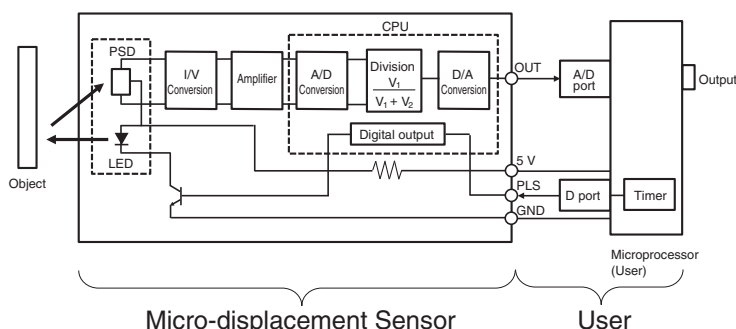 CPU
PSD
I/V
Conversion
Amplifier
A/D
Conversion
Division
V₁
V₁ + V₂
D/A
Conversion
OUT
A/D
port
Output
Digital output
LED
Object
5 V
PLS
D port
Timer
GND
Microprocessor
(User)
Micro-displacement Sensor
User